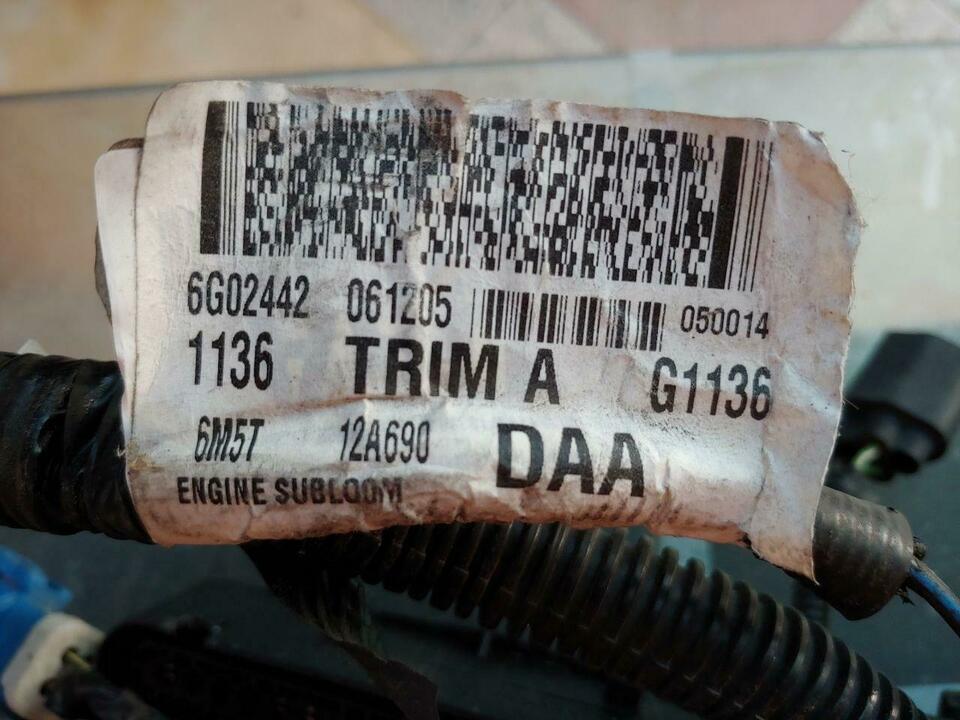 6G02442 061205 050014
1136 TRIM A G1136
6M5T 12A690 DAA
ENGINE SUBLOOM